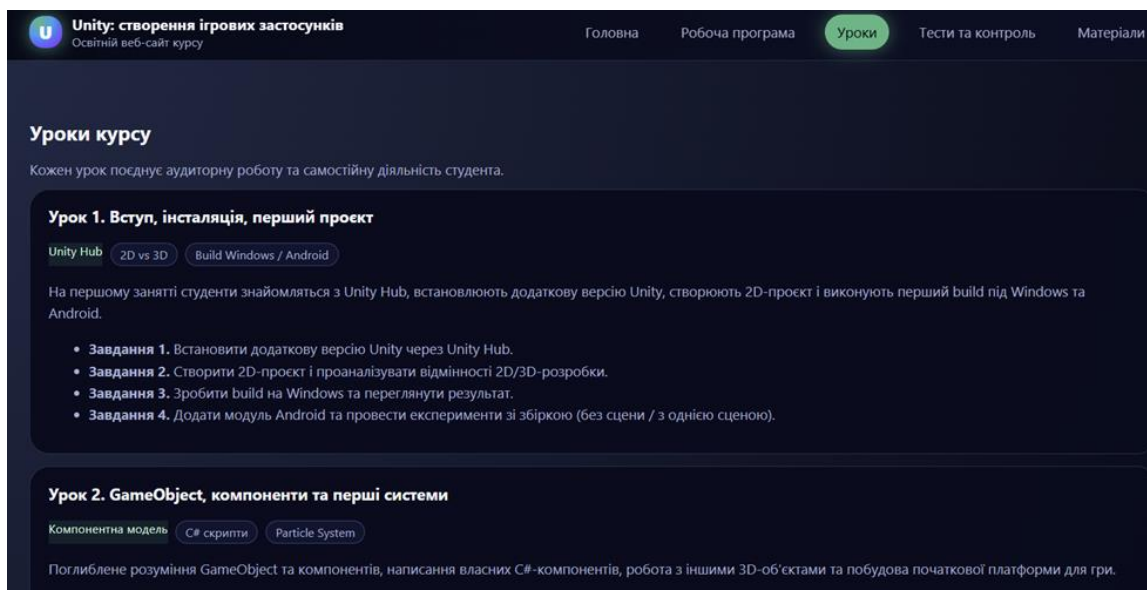 U
Unity: створення ігрових застосунків
Освітній веб-сайт курсу
Головна Робоча програма Уроки Тести та контроль Матеріали
Уроки курсу
Кожен урок поєднує аудиторну роботу та самостійну діяльність студента.
Урок 1. Вступ, інсталяція, перший проєкт
Unity Hub 2D vs 3D Build Windows / Android
На першому занятті студенти знайомляться з Unity Hub, встановлюють додаткову версію Unity, створюють 2D-проєкт і виконують перший build під Windows та
Android.
• Завдання 1. Встановити додаткову версію Unity через Unity Hub.
• Завдання 2. Створити 2D-проєкт і проаналізувати відмінності 2D/3D-розробки.
• Завдання 3. Зробити build на Windows та переглянути результат.
• Завдання 4. Додати модуль Android та провести експерименти зі збіркою (без сцени / з однією сценою).
Урок 2. GameObject, компоненти та перші системи
Компонентна модель C# скрипти Particle System
Поглиблене розуміння GameObject та компонентів, написання власних C#-компонентів, робота з іншими 3D-об'єктами та побудова початкової платформи для гри.